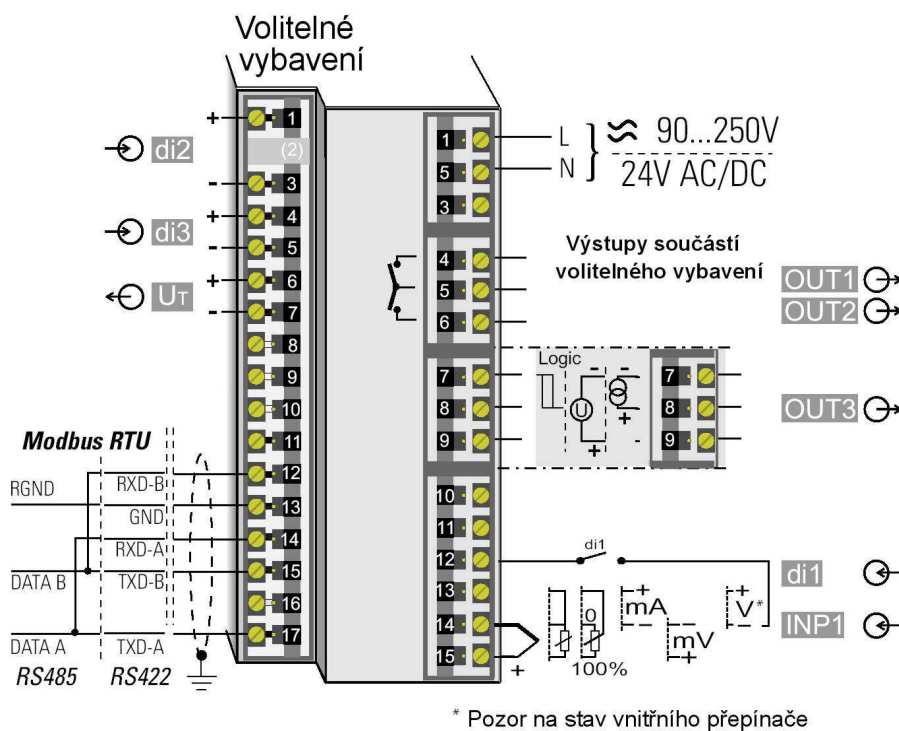 Volitelné
vybavení
+ 1
di2
(2)
- 3
+ 4
di3
- 5
+ 6
UT
- 7
8
9
10
11
Modbus RTU
RXD-B 12
RGND
GND 13
RXD-A 14
DATA B TXD-B 15
16
DATA A TXD-A 17
RS485 RS422
1 L
5 N
3
} ≈ 90...250V
24V AC/DC
Výstupy součástí
volitelného vybavení
4
5
6
OUT1
OUT2
Logic
7 - - 7
8 U + 8
9 + - 9
OUT3
10
11
12 di1
13
14
15 +
0
100%
+
mA
mV
+
V*
di1
INP1
* Pozor na stav vnitřního přepínače